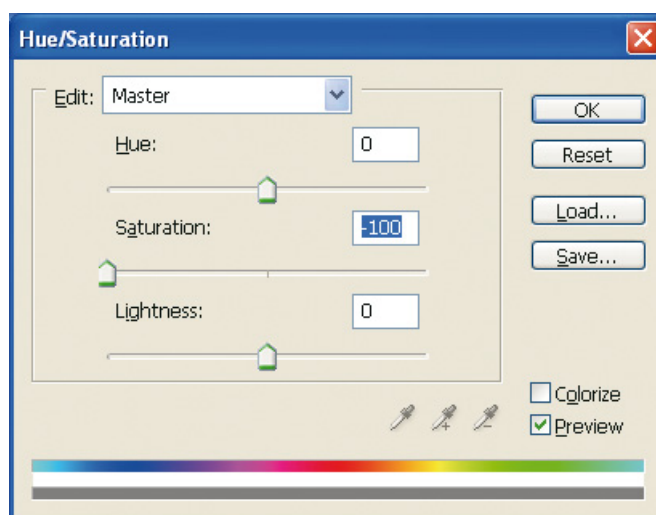 Hue/Saturation
Edit: Master
OK
Hue: 0
Reset
Saturation: -100
Load...
Save...
Lightness: 0
Colorize
Preview